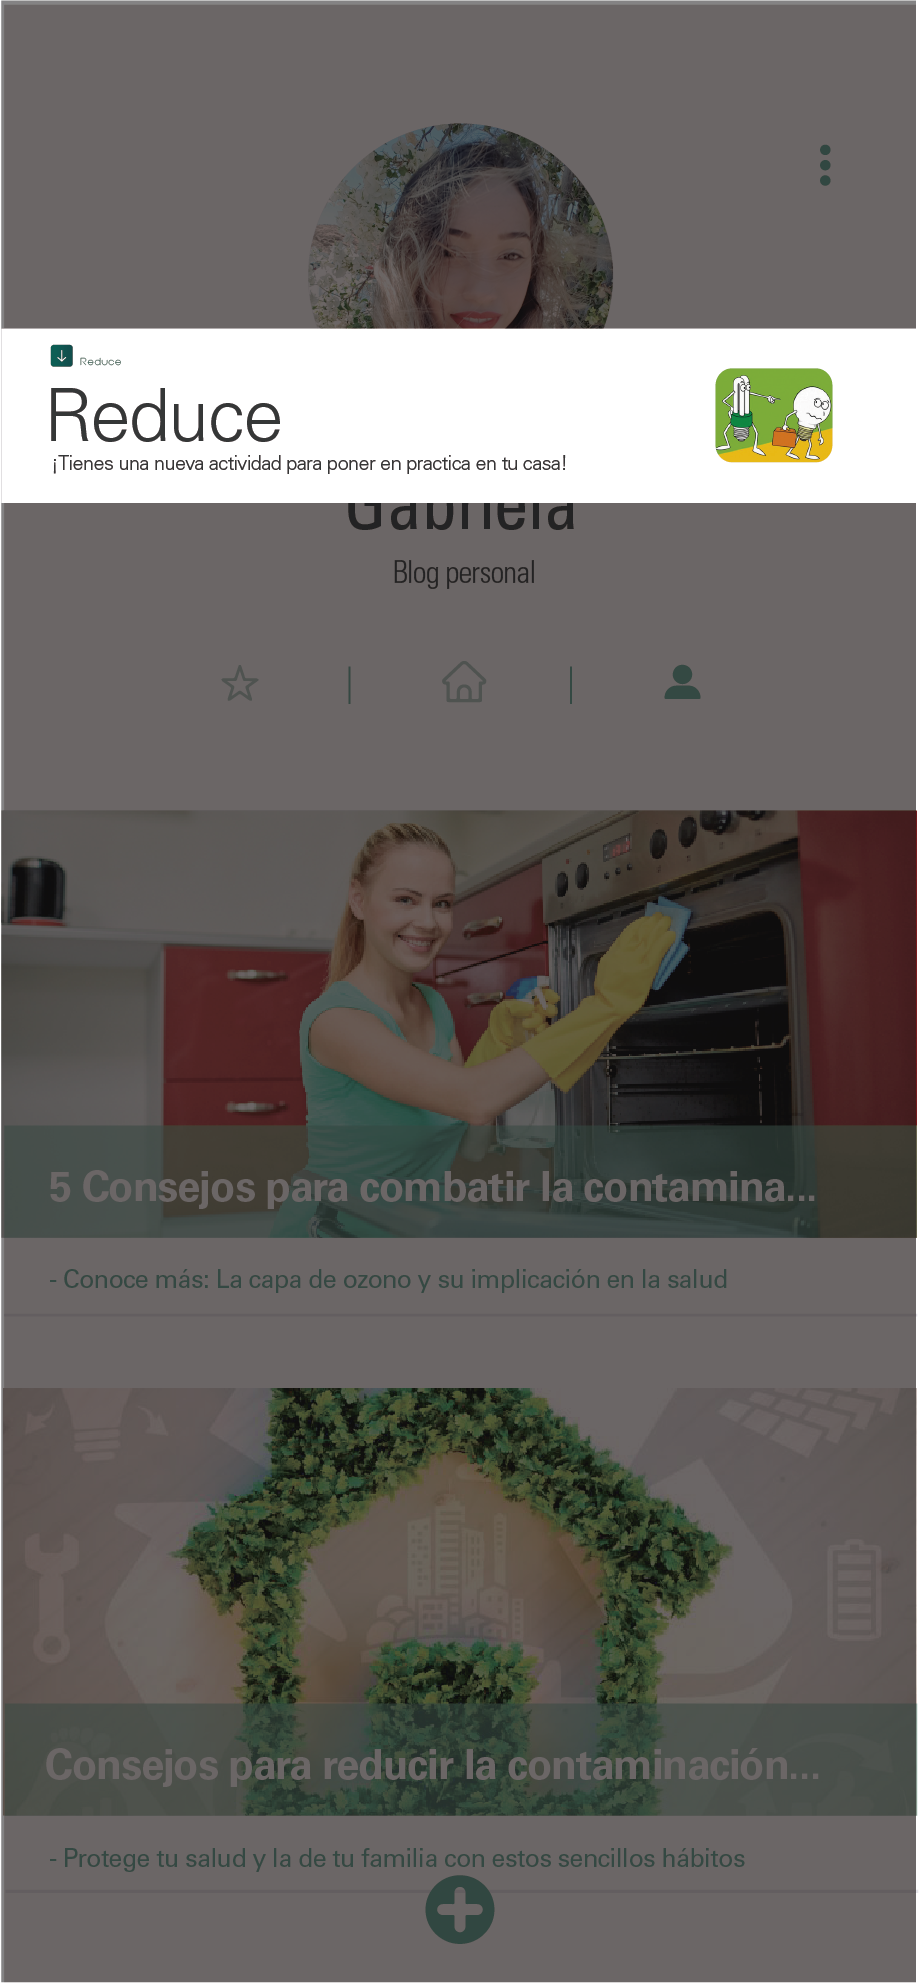 Reduce
Reduce
¡Tienes una nueva actividad para poner en practica en tu casa!
Gabriela
Blog personal
5 Consejos para combatir la contamina...
- Conoce más: La capa de ozono y su implicación en la salud
Consejos para reducir la contaminación...
- Protege tu salud y la de tu familia con estos sencillos hábitos